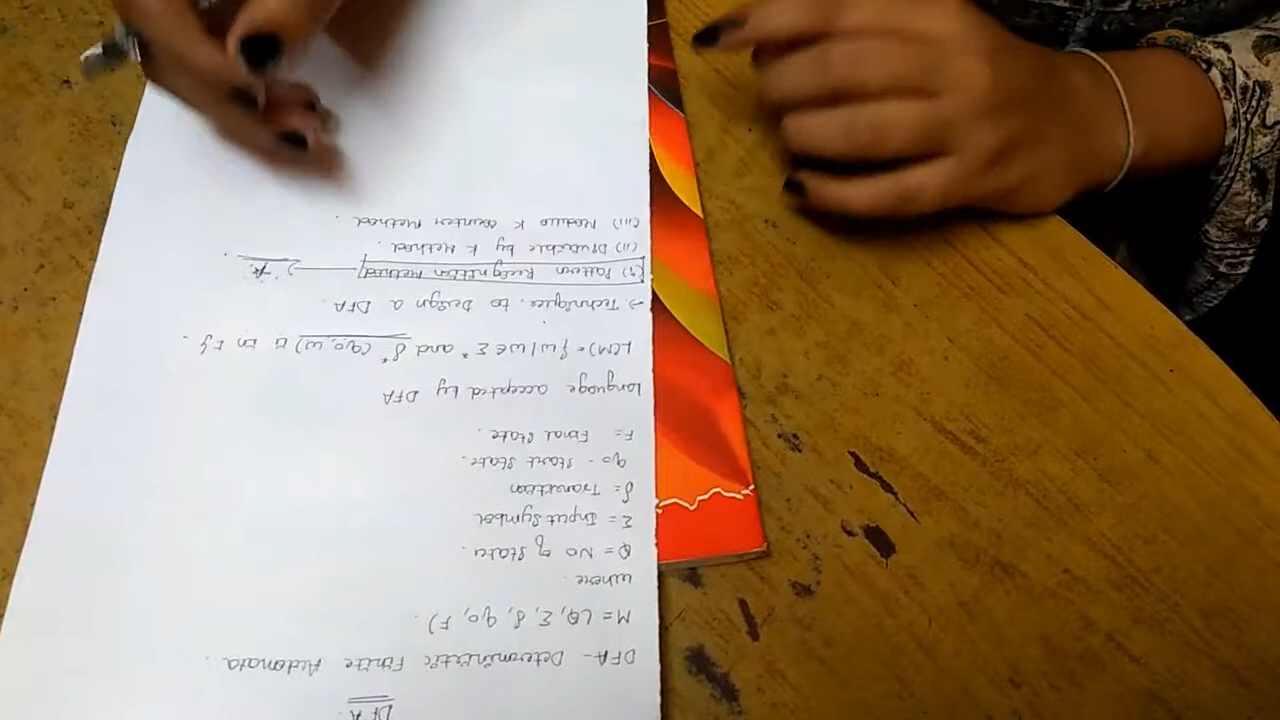 DFA.
DFA - Deterministic Finite Automata.
M = (Q, Σ, δ, q0, F).
where.
Q = No of state.
Σ = Input Symbol
δ = Transition
q0 - Start State.
F = Final State.
Language accepted by DFA
L(M) = {w | w ∈ Σ* and δ* (q0, w) is in F}.
→ Techniques to Design a DFA.
(i) Pattern Recognition Method
(ii) Divisible by k Method.
(iii) Modulo K counter Method.